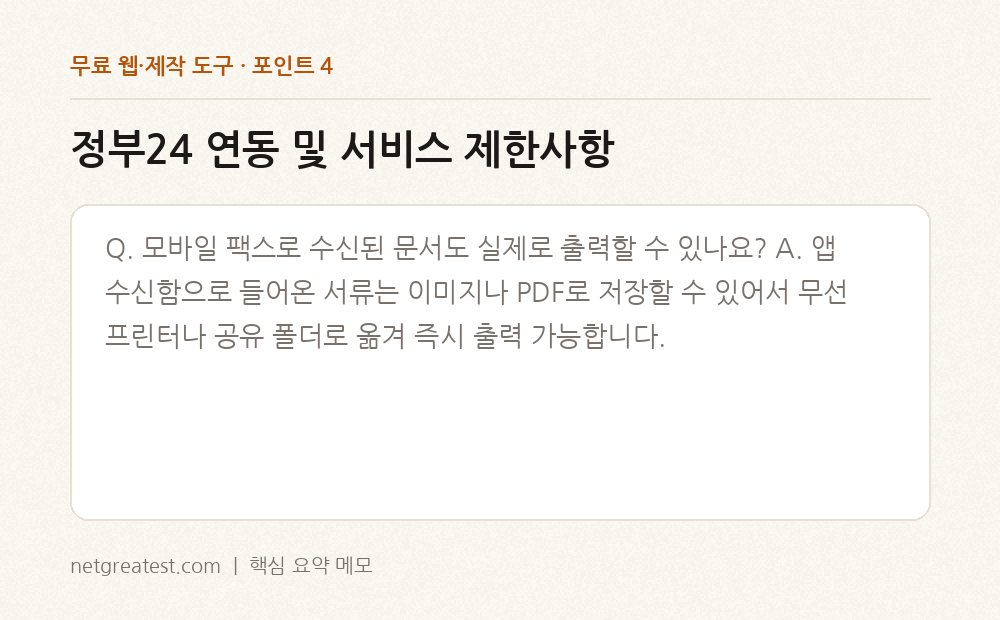 무료 웹·제작 도구 · 포인트 4
정부24 연동 및 서비스 제한사항
Q. 모바일 팩스로 수신된 문서도 실제로 출력할 수 있나요? A. 앱
수신함으로 들어온 서류는 이미지나 PDF로 저장할 수 있어서 무선
프린터나 공유 폴더로 옮겨 즉시 출력 가능합니다.
netgreatest.com | 핵심 요약 메모